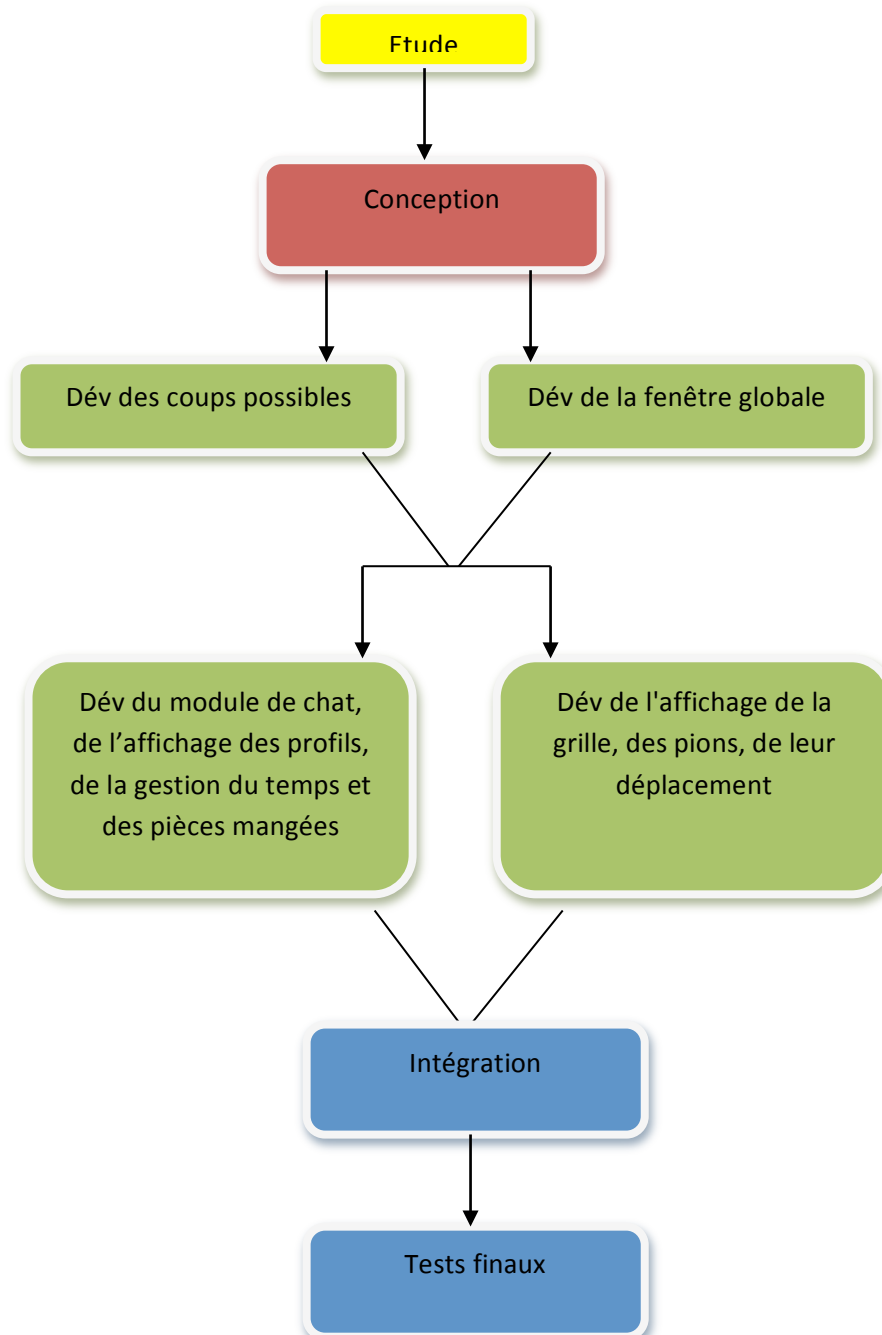 Etude
Conception
Dév des coups possibles
Dév de la fenêtre globale
Dév du module de chat,
de l’affichage des profils,
de la gestion du temps et
des pièces mangées
Dév de l'affichage de la
grille, des pions, de leur
déplacement
Intégration
Tests finaux